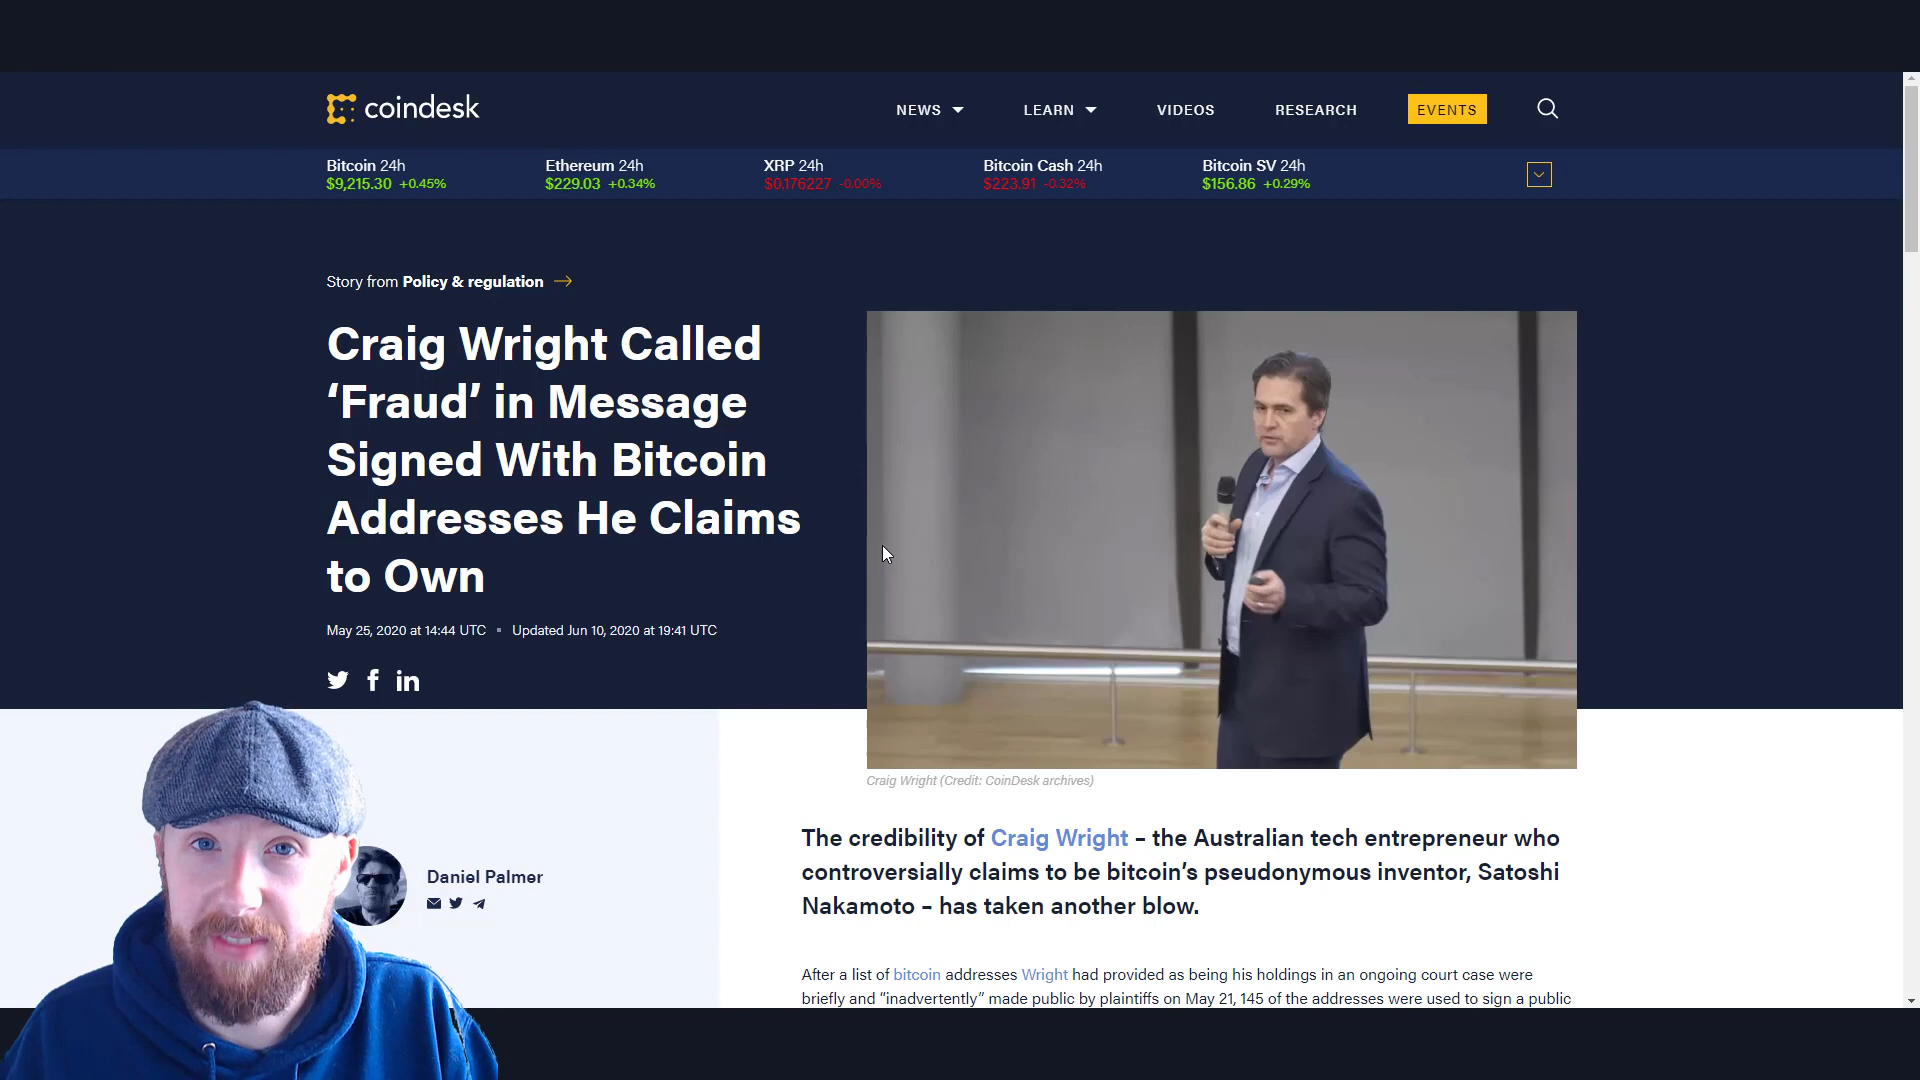 coindesk
NEWS
LEARN
VIDEOS
RESEARCH
EVENTS
Bitcoin 24h
$9,215.30 +0.45%
Ethereum 24h
$229.03 +0.34%
XRP 24h
$0.176227 -0.00%
Bitcoin Cash 24h
$223.91 -0.32%
Bitcoin SV 24h
$156.86 +0.29%
Story from Policy & regulation
Craig Wright Called
‘Fraud’ in Message
Signed With Bitcoin
Addresses He Claims
to Own
May 25, 2020 at 14:44 UTC ▪ Updated Jun 10, 2020 at 19:41 UTC
Craig Wright (Credit: CoinDesk archives)
Daniel Palmer
The credibility of Craig Wright – the Australian tech entrepreneur who
controversially claims to be bitcoin’s pseudonymous inventor, Satoshi
Nakamoto – has taken another blow.
After a list of bitcoin addresses Wright had provided as being his holdings in an ongoing court case were
briefly and “inadvertently” made public by plaintiffs on May 21, 145 of the addresses were used to sign a public